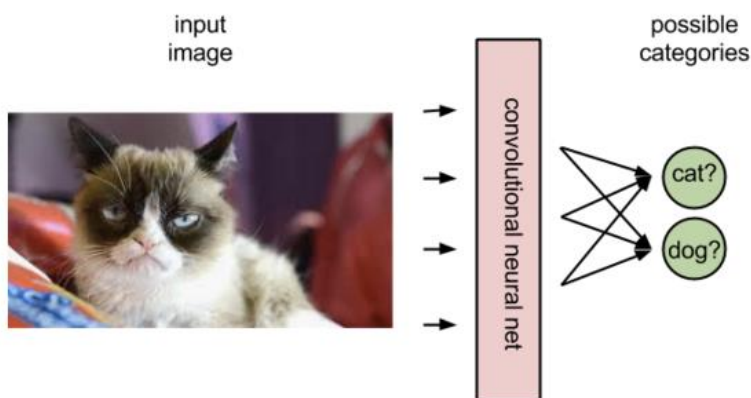 input
image
possible
categories
convolutional neural net
cat?
dog?